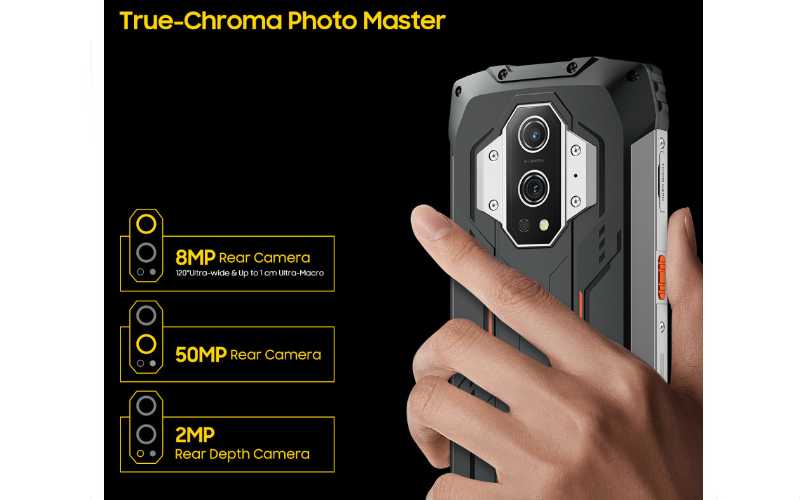 True-Chroma Photo Master
8MP Rear Camera
120°Ultra-wide & Up to 1 cm Ultra-Macro
50MP Rear Camera
2MP
Rear Depth Camera